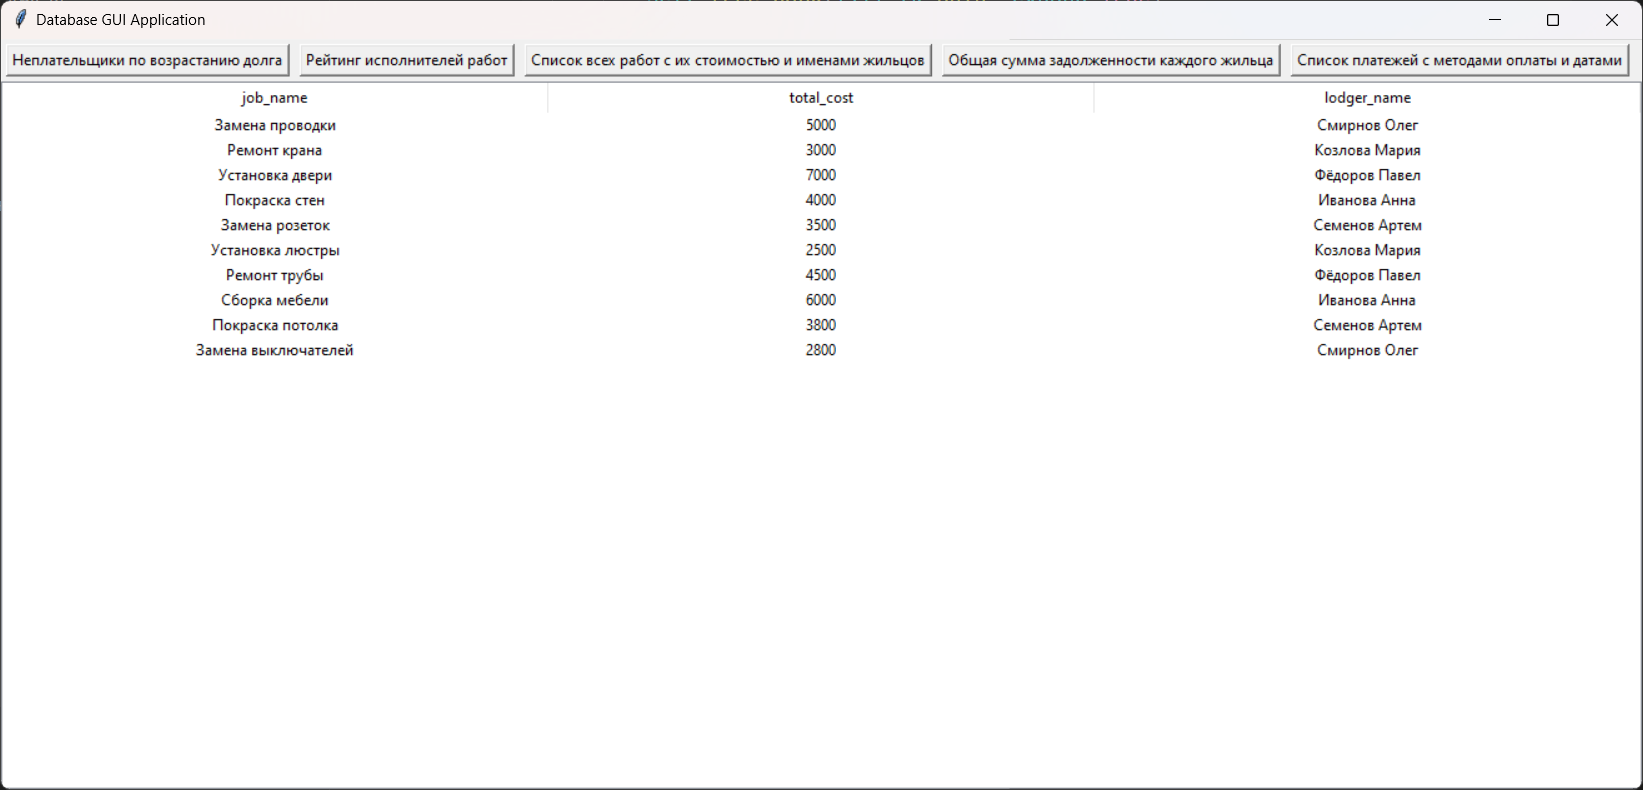 Database GUI Application
Неплательщики по возрастанию долга Рейтинг исполнителей работ Список всех работ с их стоимостью и именами жильцов Общая сумма задолженности каждого жильца Список платежей с методами оплаты и датами
job_name total_cost lodger_name
Замена проводки 5000 Смирнов Олег
Ремонт крана 3000 Козлова Мария
Установка двери 7000 Фёдоров Павел
Покраска стен 4000 Иванова Анна
Замена розеток 3500 Семенов Артем
Установка люстры 2500 Козлова Мария
Ремонт трубы 4500 Фёдоров Павел
Сборка мебели 6000 Иванова Анна
Покраска потолка 3800 Семенов Артем
Замена выключателей 2800 Смирнов Олег